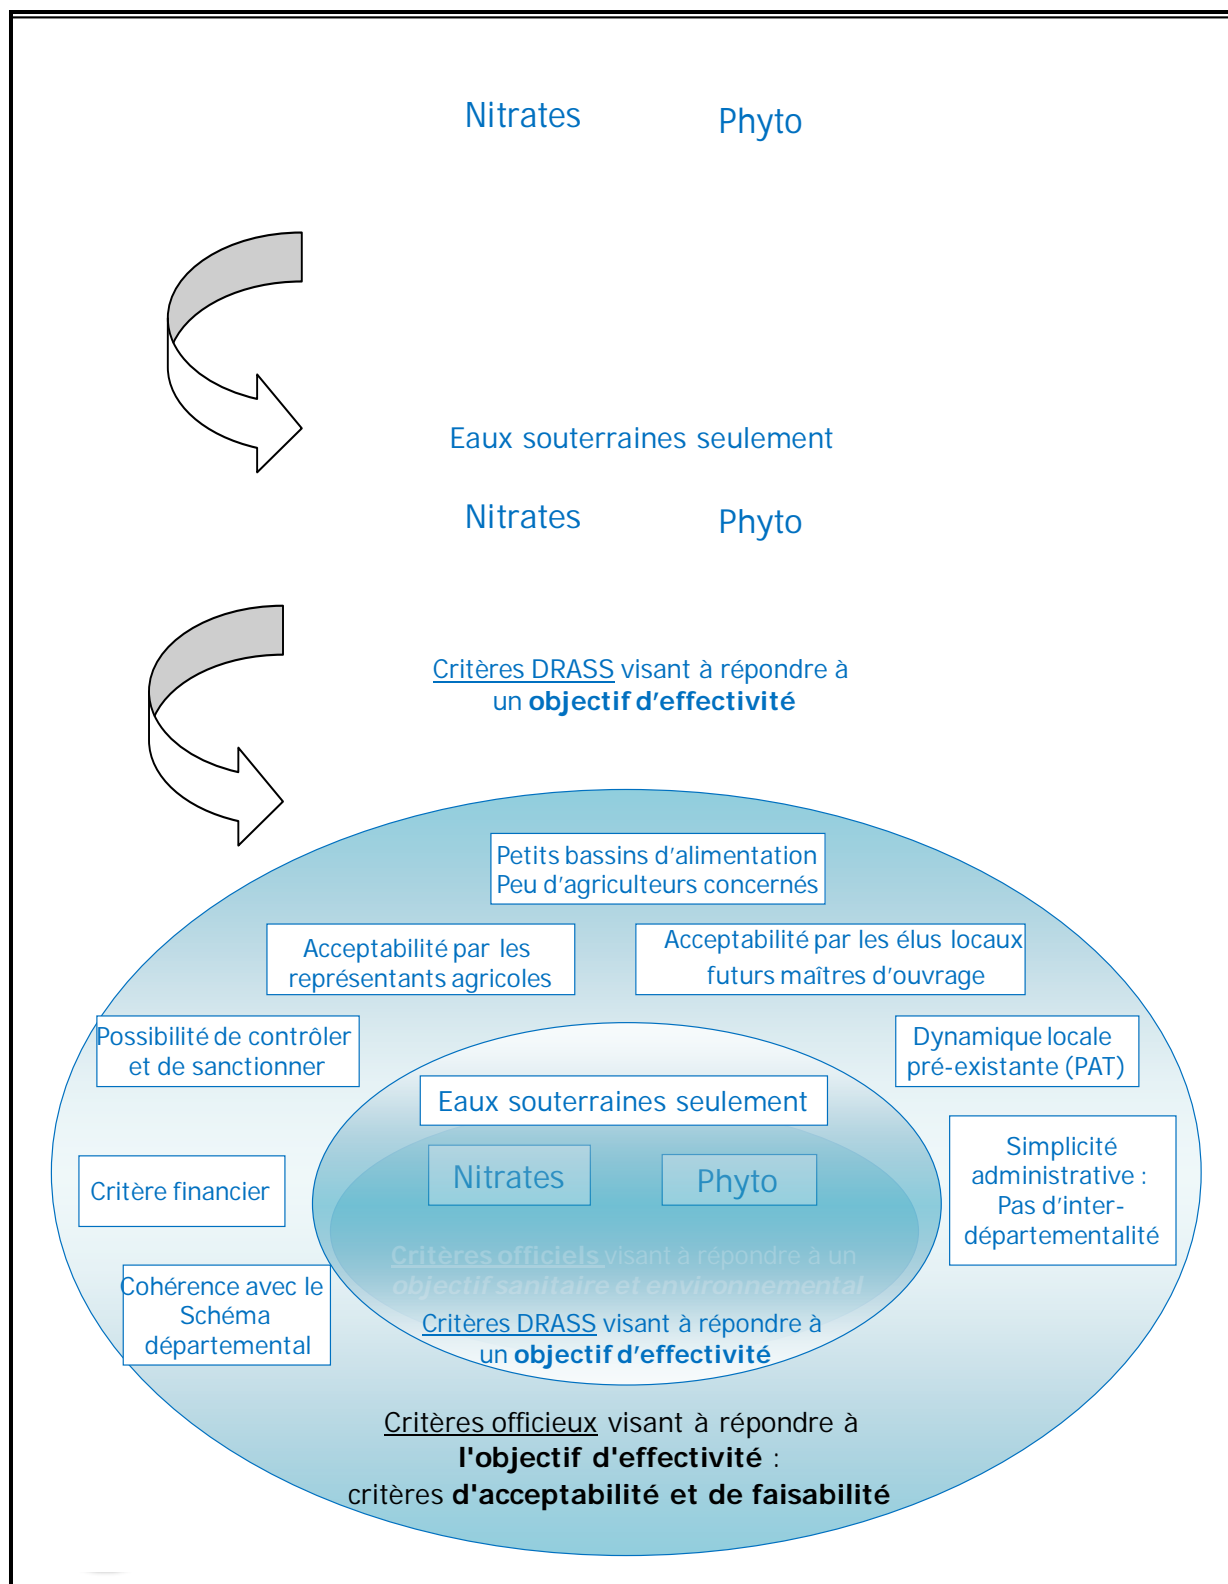 Nitrates
Phyto
Eaux souterraines seulement
Nitrates
Phyto
Critères DRASS visant à répondre à
un objectif d'effectivité
Petits bassins d'alimentation
Peu d'agriculteurs concernés
Acceptabilité par les
représentants agricoles
Acceptabilité par les élus locaux
futurs maîtres d'ouvrage
Possibilité de contrôler
et de sanctionner
Dynamique locale
pré-existante (PAT)
Eaux souterraines seulement
Nitrates
Phyto
Simplicité
administrative :
Pas d'inter-
départementalité
Critère financier
Critères officiels visant à répondre à un
objectif sanitaire et environnemental
Cohérence avec le
Schéma
départemental
Critères DRASS visant à répondre à
un objectif d'effectivité
Critères officieux visant à répondre à
l'objectif d'effectivité :
critères d'acceptabilité et de faisabilité